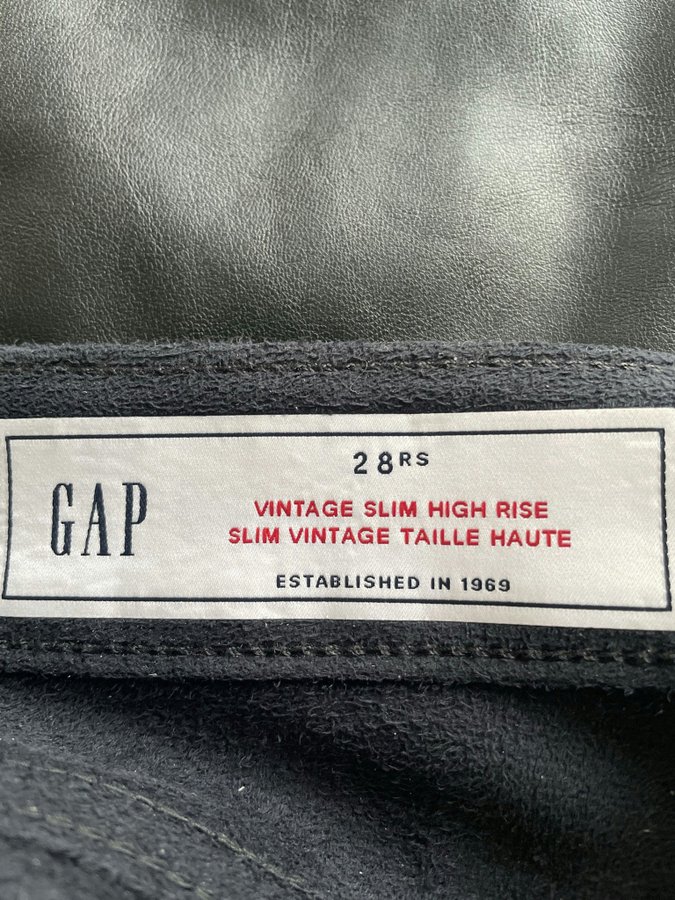 GAP
28RS
VINTAGE SLIM HIGH RISE
SLIM VINTAGE TAILLE HAUTE
ESTABLISHED IN 1969